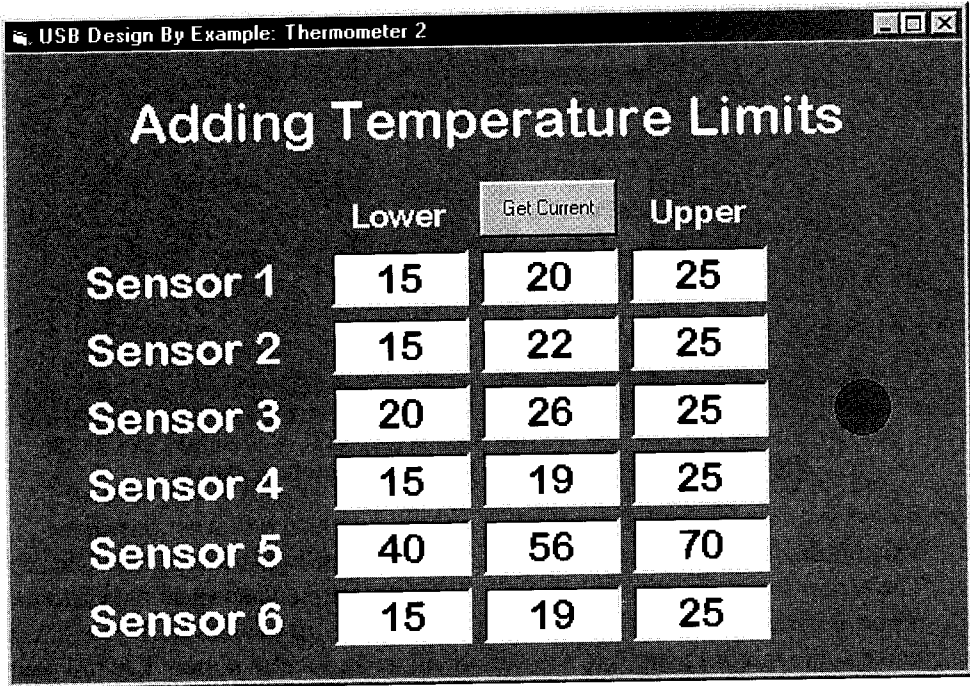 USB Design By Example: Thermometer 2
Adding Temperature Limits
Lower Get Current Upper
Sensor 1 15 20 25
Sensor 2 15 22 25
Sensor 3 20 26 25
Sensor 4 15 19 25
Sensor 5 40 56 70
Sensor 6 15 19 25